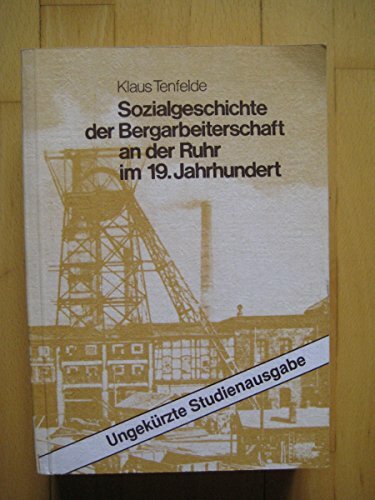 Klaus Tenfelde
Sozialgeschichte
der Bergarbeiterschaft
an der Ruhr
im 19. Jahrhundert
Ungekürzte Studienausgabe